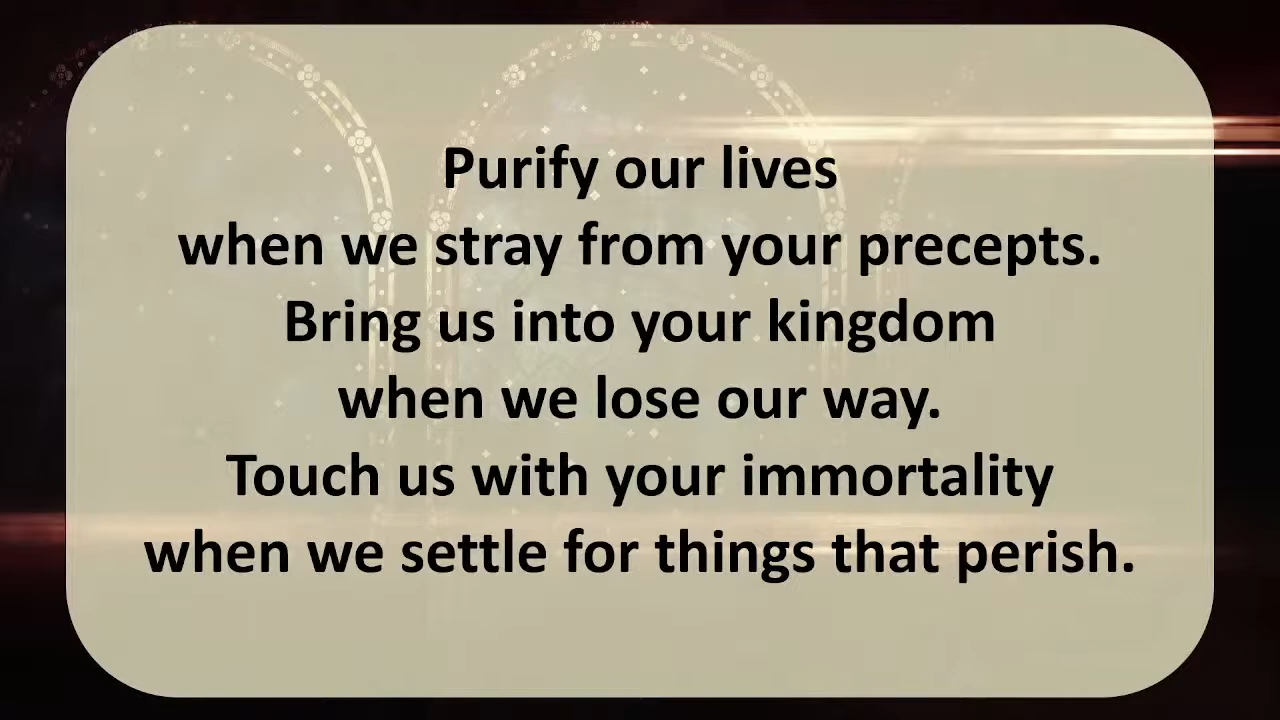 Purify our lives
when we stray from your precepts.
Bring us into your kingdom
when we lose our way.
Touch us with your immortality
when we settle for things that perish.